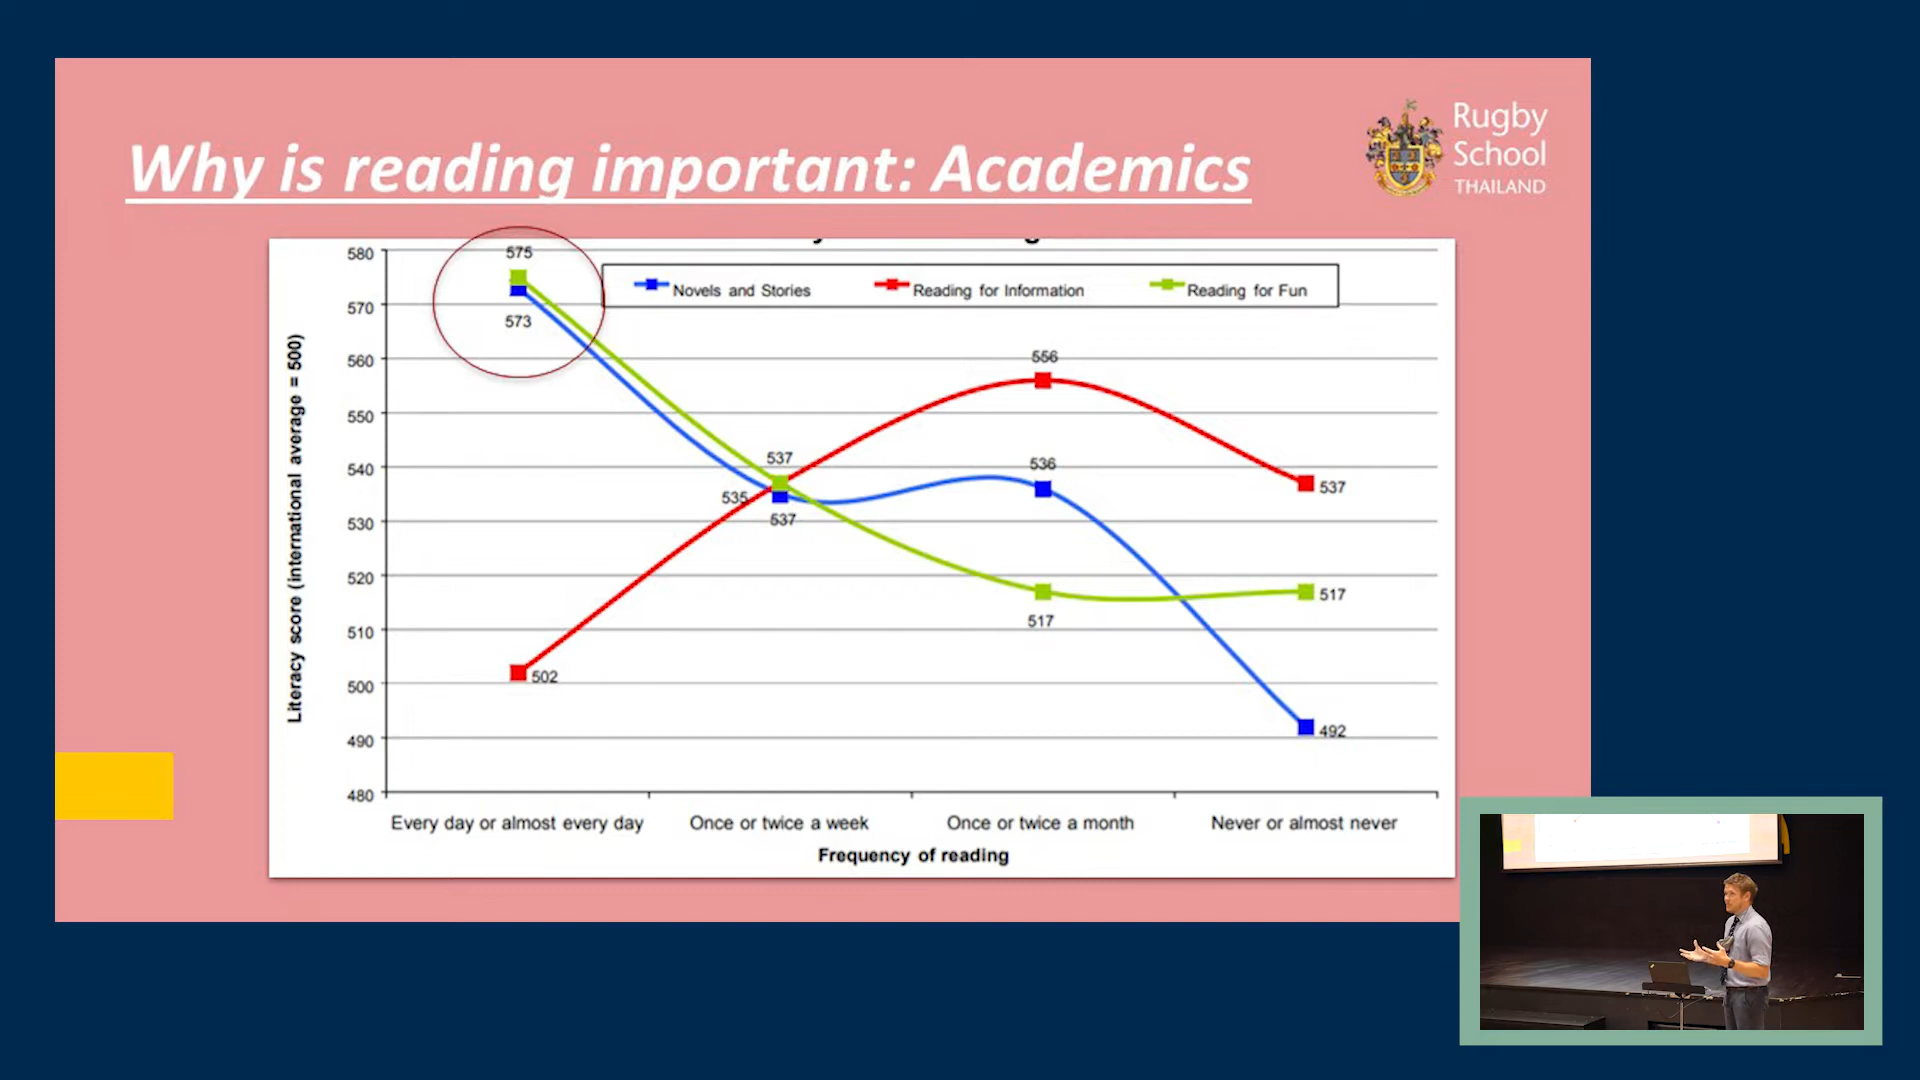 Why is reading important: Academics
Rugby
School
THAILAND
Novels and Stories
Reading for Information
Reading for Fun
Literacy score (international average = 500)
580
570
560
550
540
530
520
510
500
490
480
575
573
502
537
535
537
556
536
517
537
517
492
Every day or almost every day
Once or twice a week
Once or twice a month
Never or almost never
Frequency of reading